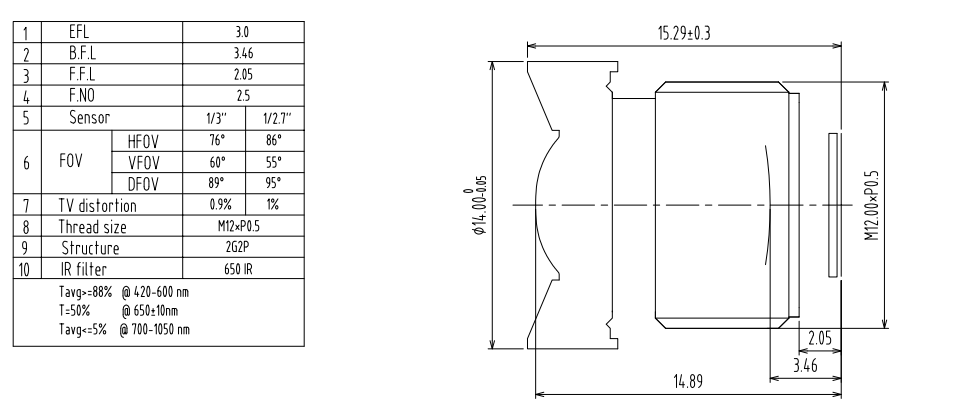 1 EFL 3.0
2 B.F.L 3.46
3 F.F.L 2.05
4 F.NO 2.5
5 Sensor 1/3" 1/2.7"
6 FOV HFOV 76° 86°
VFOV 60° 55°
DFOV 89° 95°
7 TV distortion 0.9% 1%
8 Thread size M12×P0.5
9 Structure 2G2P
10 IR filter 650 IR
Tavg>=88% @ 420-600 nm
T=50% @ 650±10nm
Tavg<=5% @ 700-1050 nm
15.29±0.3
ϕ14.00 0 -0.05
M12.00×P0.5
2.05
3.46
14.89